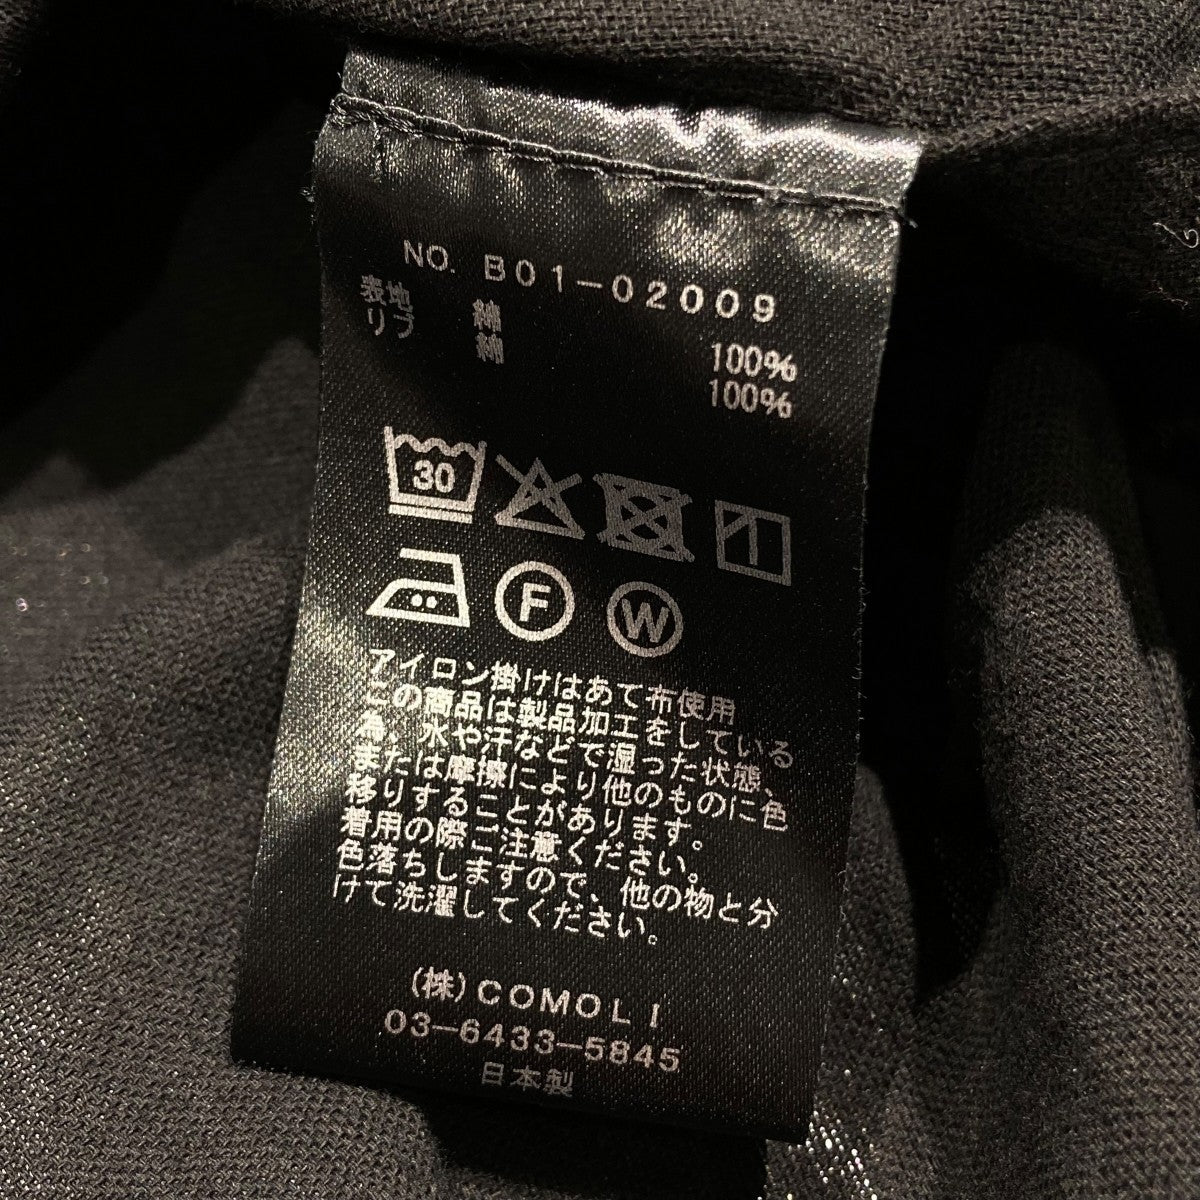 NO. B01-02009
表地 綿 100%
リブ 綿 100%
30
F W
アイロン掛けはあて布使用
この商品は製品加工をしている
為、水や汗などで湿った状態、
または摩擦により他のものに色
移りすることがあります。
着用の際ご注意ください。
色落ちしますので、他の物と分
けて洗濯してください。
(株)COMOLI
03-6433-5845
日本製